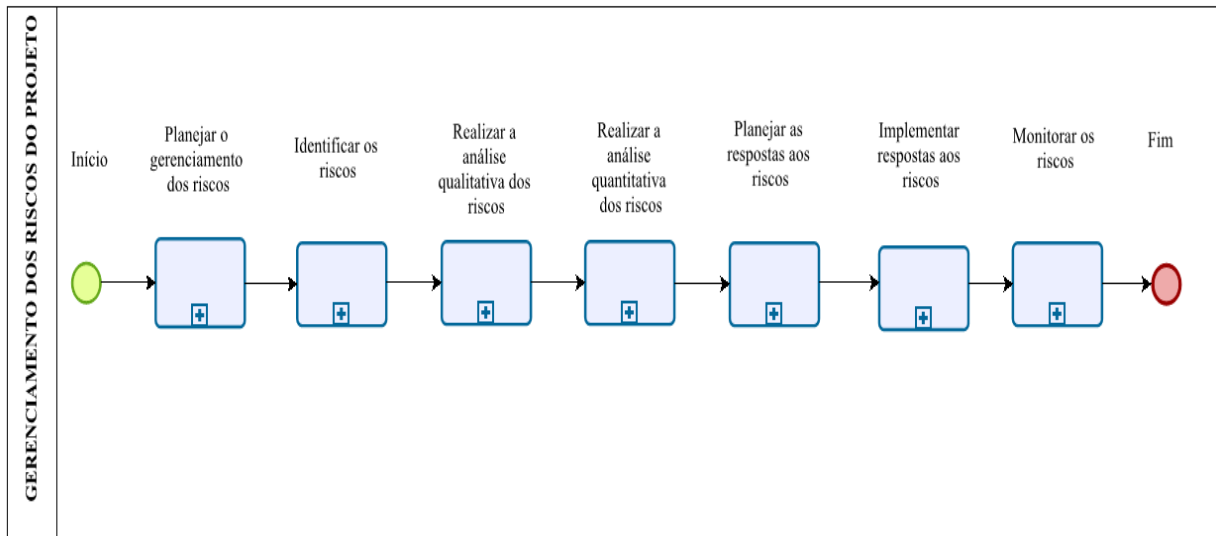 GERENCIAMENTO DOS RISCOS DO PROJETO
Início
Planejar o
gerenciamento
dos riscos
Identificar os
riscos
Realizar a
análise
qualitativa dos
riscos
Realizar a
análise
quantitativa
dos riscos
Planejar as
respostas aos
riscos
Implementar
respostas aos
riscos
Monitorar os
riscos
Fim